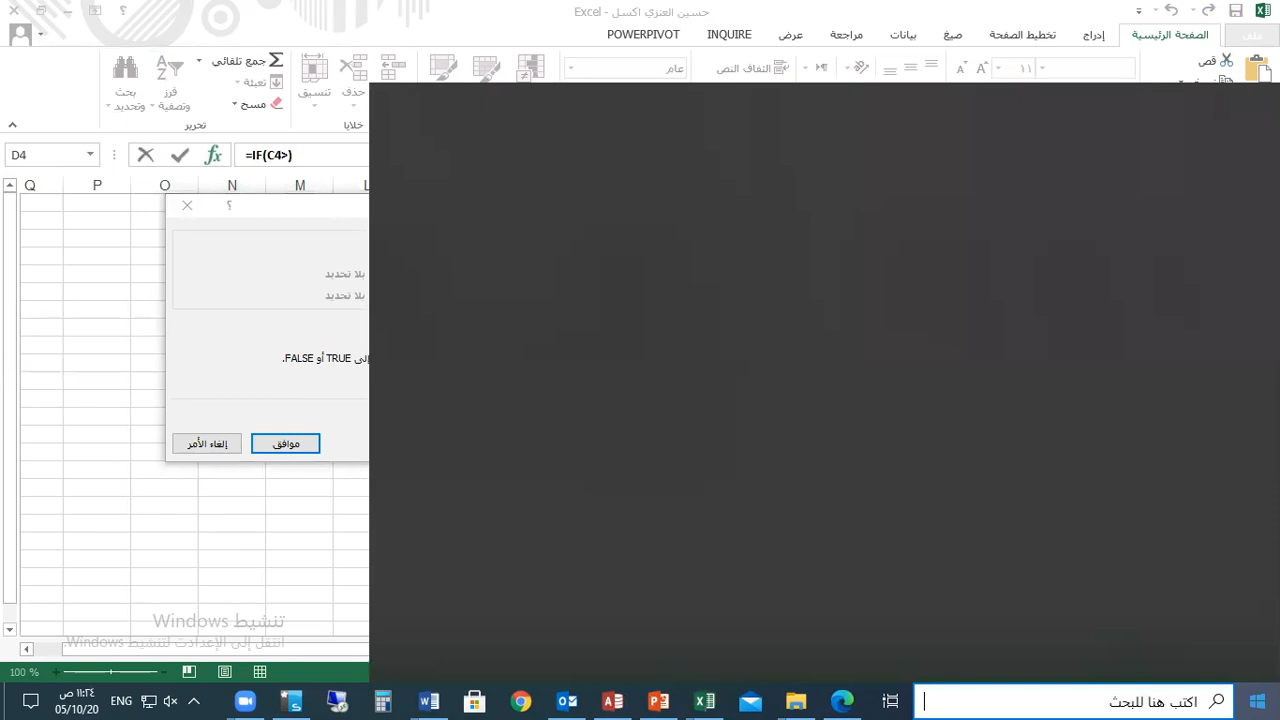 حسين العنزي اكسل - Excel
ملف
الصفحة الرئيسية
إدراج
تخطيط الصفحة
صيغ
بيانات
مراجعة
عرض
INQUIRE
POWERPIVOT
قص
١١
التفاف النص
عام
حذف
تنسيق
خلايا
جمع تلقائي
تعبئة
مسح
فرز
وتصفية
بحث
وتحديد
تحرير
D4
=IF(C4>)
Q P O N M L
؟
بلا تحديد
بلا تحديد
إلى TRUE أو FALSE.
موافق
إلغاء الأمر
تنشيط Windows
انتقل إلى الإعدادات لتنشيط Windows.
100 %
اكتب هنا للبحث
ENG
١١:٢٤ ص
05/10/20